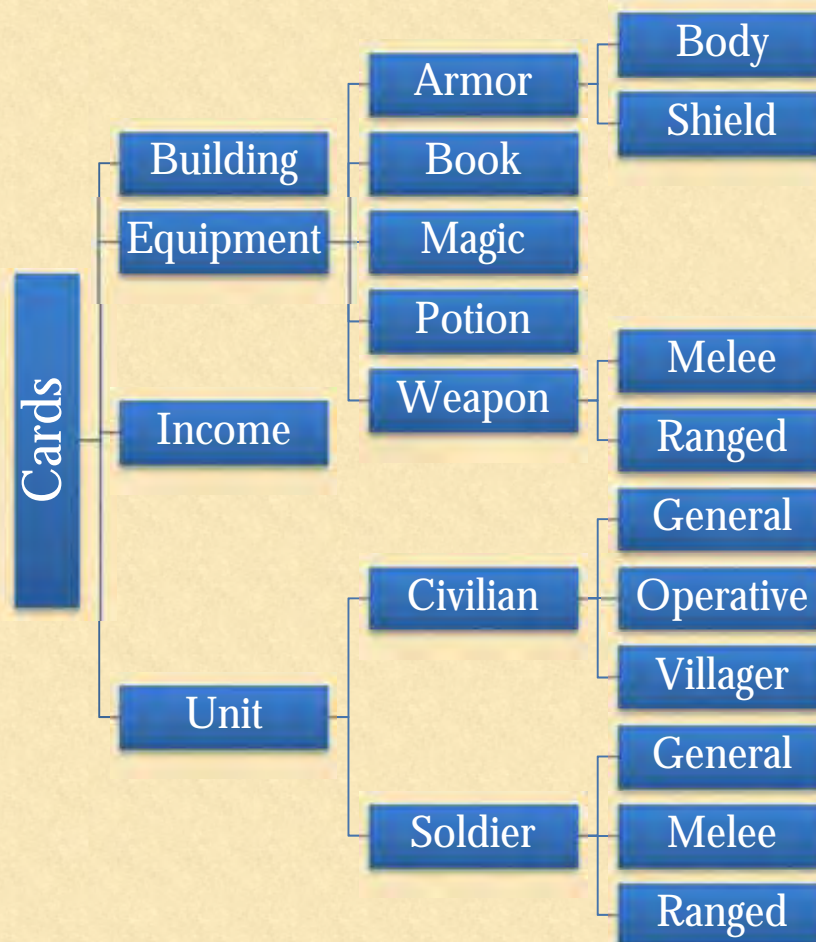 Cards
Building
Equipment
Armor
Body
Shield
Book
Magic
Potion
Weapon
Melee
Ranged
Income
Unit
Civilian
General
Operative
Villager
Soldier
General
Melee
Ranged